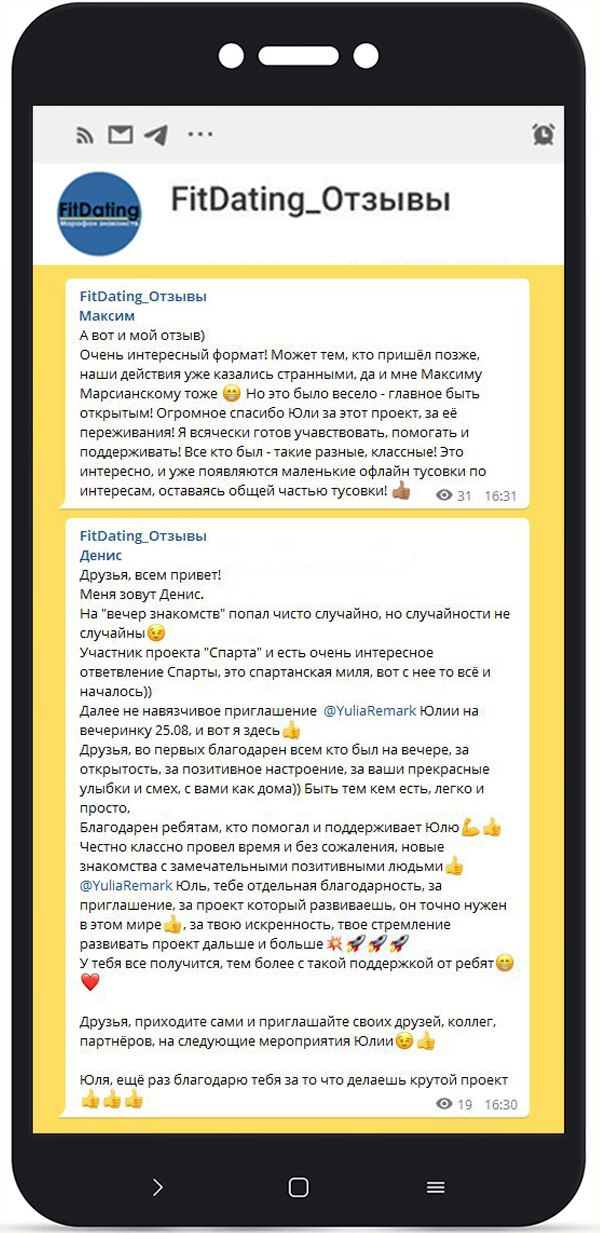 FitDating
Марафон знакомств
FitDating_Отзывы
FitDating_Отзывы
Максим
А вот и мой отзыв)
Очень интересный формат! Может тем, кто пришёл позже,
наши действия уже казались странными, да и мне Максиму
Марсианскому тоже 😁 Но это было весело - главное быть
открытым! Огромное спасибо Юли за этот проект, за её
переживания! Я всячески готов учавствовать, помогать и
поддерживать! Все кто был - такие разные, классные! Это
интересно, и уже появляются маленькие офлайн тусовки по
интересам, оставаясь общей частью тусовки! 👍🏽 31 16:31
FitDating_Отзывы
Денис
Друзья, всем привет!
Меня зовут Денис.
На "вечер знакомств" попал чисто случайно, но случайности не
случайны😉
Участник проекта "Спарта" и есть очень интересное
ответвление Спарты, это спартанская миля, вот с нее то всё и
началось))
Далее не навязчивое приглашение @YuliaRemark Юлии на
вечеринку 25.08, и вот я здесь👍
Друзья, во первых благодарен всем кто был на вечере, за
открытость, за позитивное настроение, за ваши прекрасные
улыбки и смех, с вами как дома)) Быть тем кем есть, легко и
просто,
Благодарен ребятам, кто помогал и поддерживает Юлю💪👍
Честно классно провел время и без сожаления, новые
знакомства с замечательными позитивными людьми👍
@YuliaRemark Юль, тебе отдельная благодарность, за
приглашение, за проект который развиваешь, он точно нужен
в этом мире👍, за твою искренность, твое стремление
развивать проект дальше и больше 💥🚀🚀🚀
У тебя все получится, тем более с такой поддержкой от ребят😁
❤️
Друзья, приходите сами и приглашайте своих друзей, коллег,
партнёров, на следующие мероприятия Юлии😉👍
Юля, ещё раз благодарю тебя за то что делаешь крутой проект
👍👍👍 19 16:30